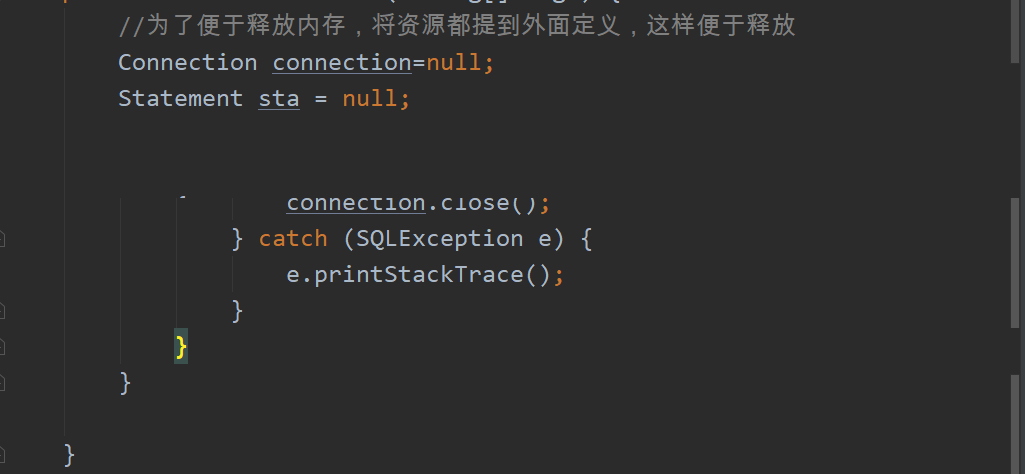 //为了便于释放内存，将资源都提到外面定义，这样便于释放
Connection connection=null;
Statement sta = null;
connection.close();
} catch (SQLException e) {
e.printStackTrace();
}
}
}
}